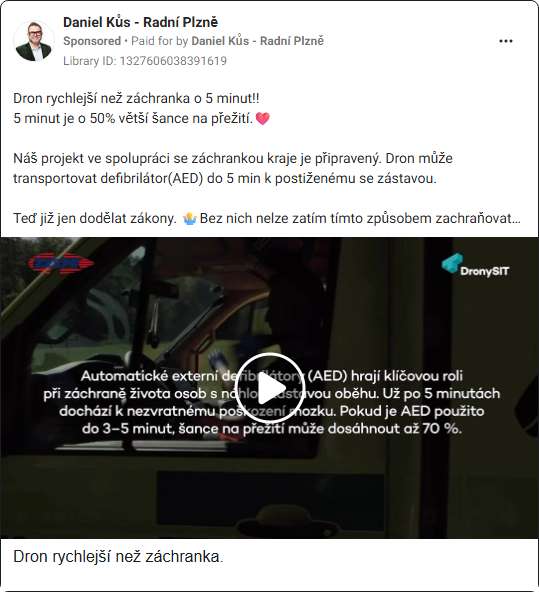 Daniel Kůs - Radní Plzně
Sponsored • Paid for by Daniel Kůs - Radní Plzně
Library ID: 1327606038391619
Dron rychlejší než záchranka o 5 minut!!
5 minut je o 50% větší šance na přežití.
Náš projekt ve spolupráci se záchrankou kraje je připravený. Dron může
transportovat defibrilátor(AED) do 5 min k postiženému se zástavou.
Teď již jen dodělat zákony. 🤷‍♂️ Bez nich nelze zatím tímto způsobem zachraňovat...
DronySIT
Automatické externí defibrilátory (AED) hrají klíčovou roli
při záchraně života osob s náhlou zástavou oběhu. Už po 5 minutách
dochází k nezvratnému poškození mozku. Pokud je AED použito
do 3–5 minut, šance na přežití může dosáhnout až 70 %.
Dron rychlejší než záchranka.